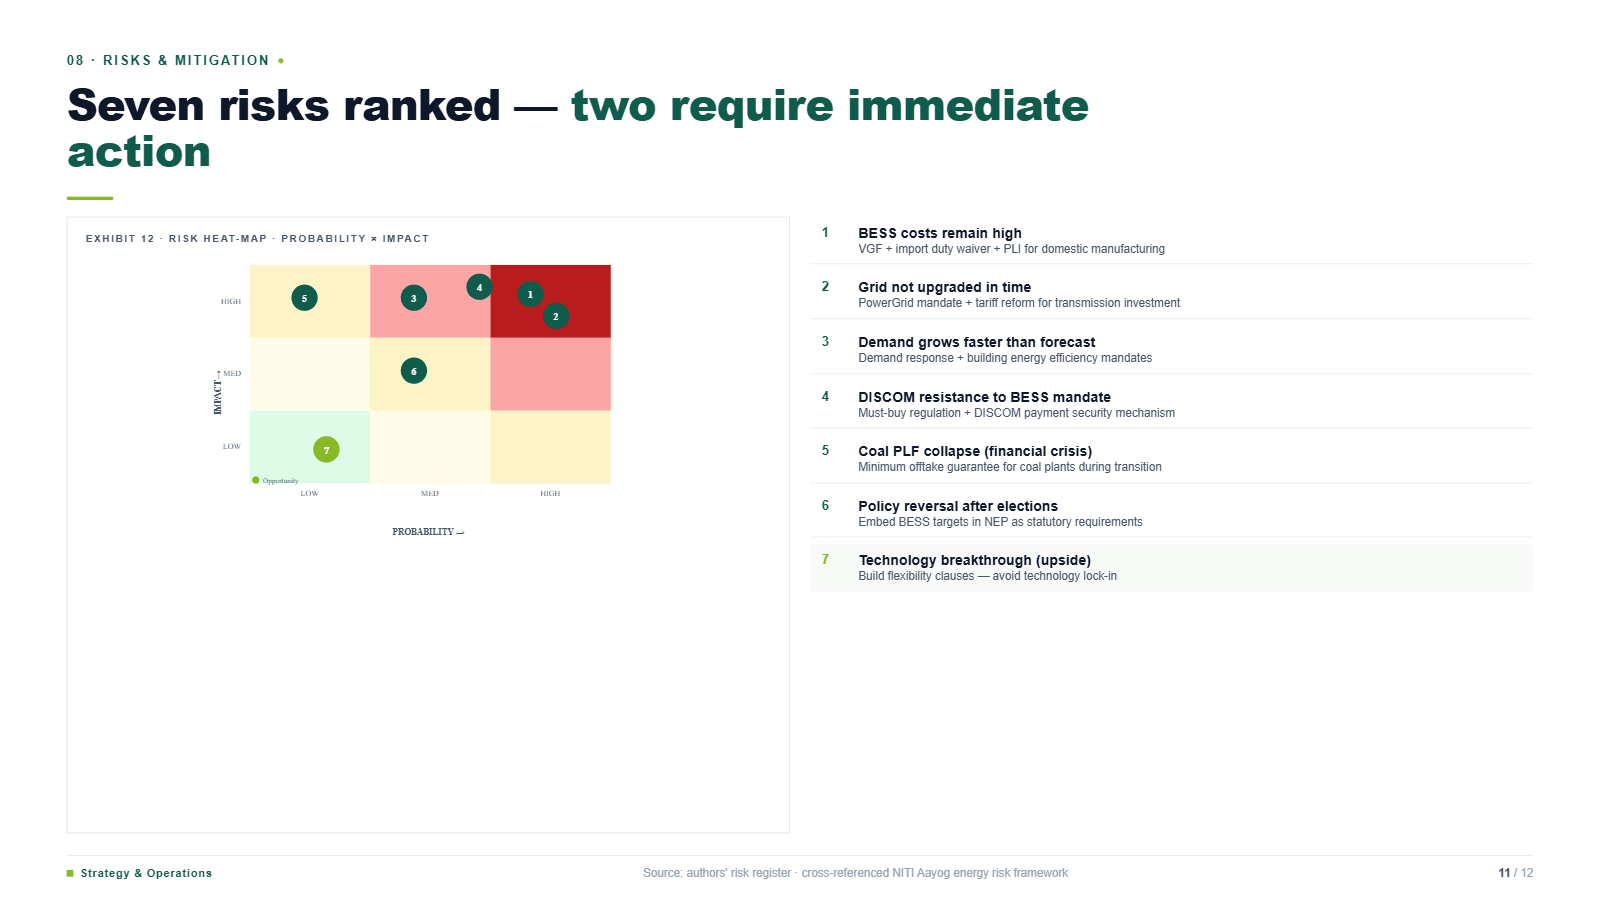 08 · RISKS & MITIGATION
Seven risks ranked — two require immediate
action
EXHIBIT 12 · RISK HEAT-MAP · PROBABILITY × IMPACT
HIGH
MED
LOW
IMPACT →
5
3
4
1
2
6
7
Opportunity
LOW
MED
HIGH
PROBABILITY →
1
BESS costs remain high
VGF + import duty waiver + PLI for domestic manufacturing
2
Grid not upgraded in time
PowerGrid mandate + tariff reform for transmission investment
3
Demand grows faster than forecast
Demand response + building energy efficiency mandates
4
DISCOM resistance to BESS mandate
Must-buy regulation + DISCOM payment security mechanism
5
Coal PLF collapse (financial crisis)
Minimum offtake guarantee for coal plants during transition
6
Policy reversal after elections
Embed BESS targets in NEP as statutory requirements
7
Technology breakthrough (upside)
Build flexibility clauses — avoid technology lock-in
Strategy & Operations
Source: authors' risk register · cross-referenced NITI Aayog energy risk framework
11 / 12